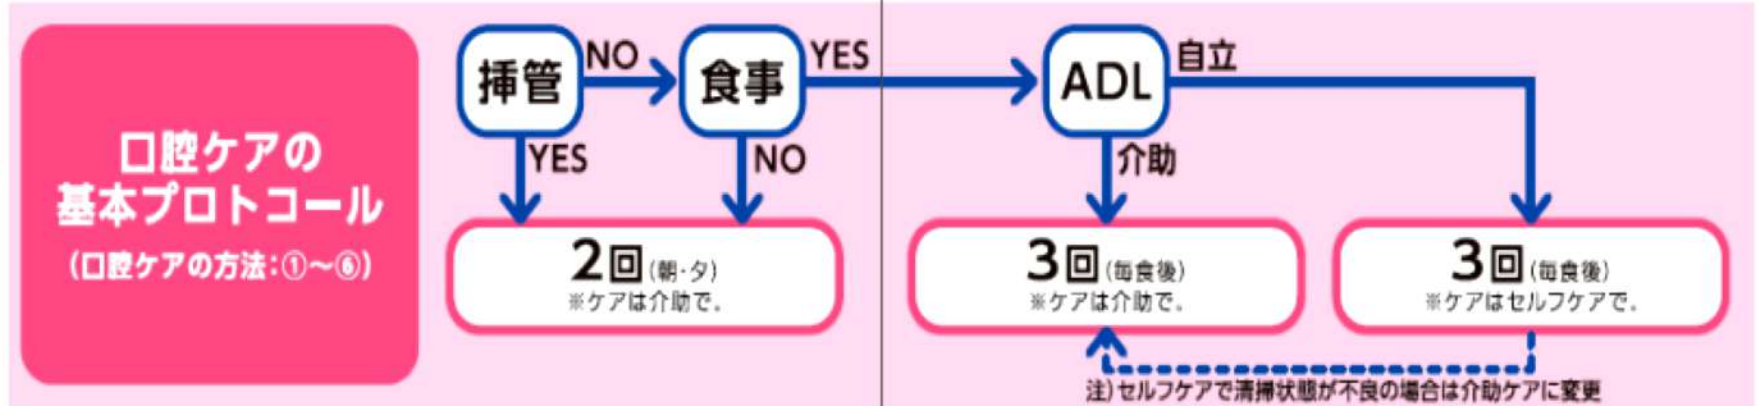 口腔ケアの
基本プロトコール
(口腔ケアの方法:①～⑥)
挿管
NO
食事
YES
ADL
自立
YES
NO
介助
2回(朝・夕)
※ケアは介助で。
3回(毎食後)
※ケアは介助で。
3回(毎食後)
※ケアはセルフケアで。
注)セルフケアで清掃状態が不良の場合は介助ケアに変更